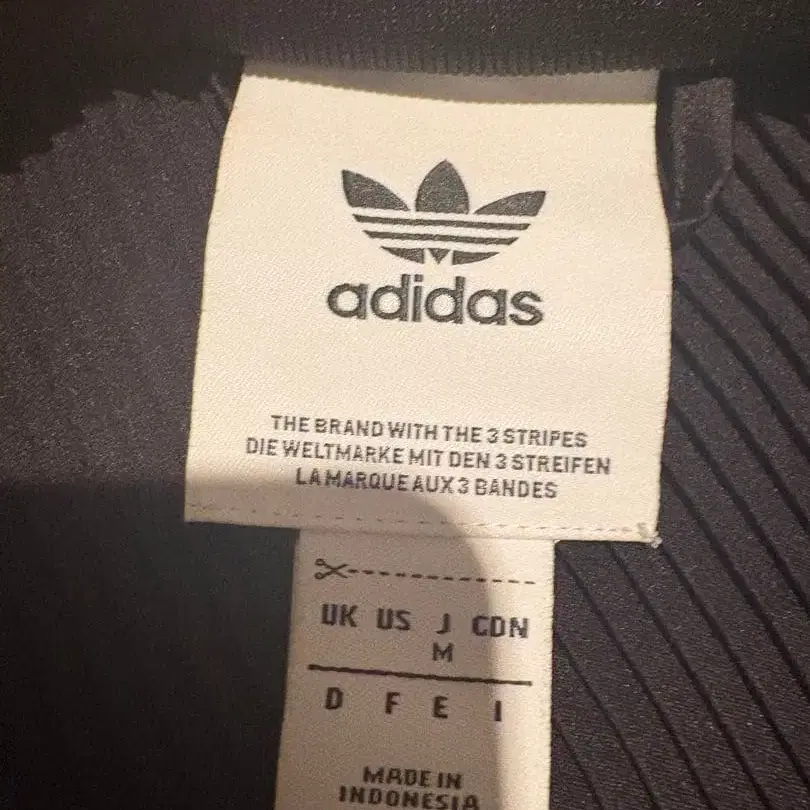 adidas
THE BRAND WITH THE 3 STRIPES
DIE WELTMARKE MIT DEN 3 STREIFEN
LA MARQUE AUX 3 BANDES
UK US J CDN
M
D F E I
MADE IN
INDONESIA